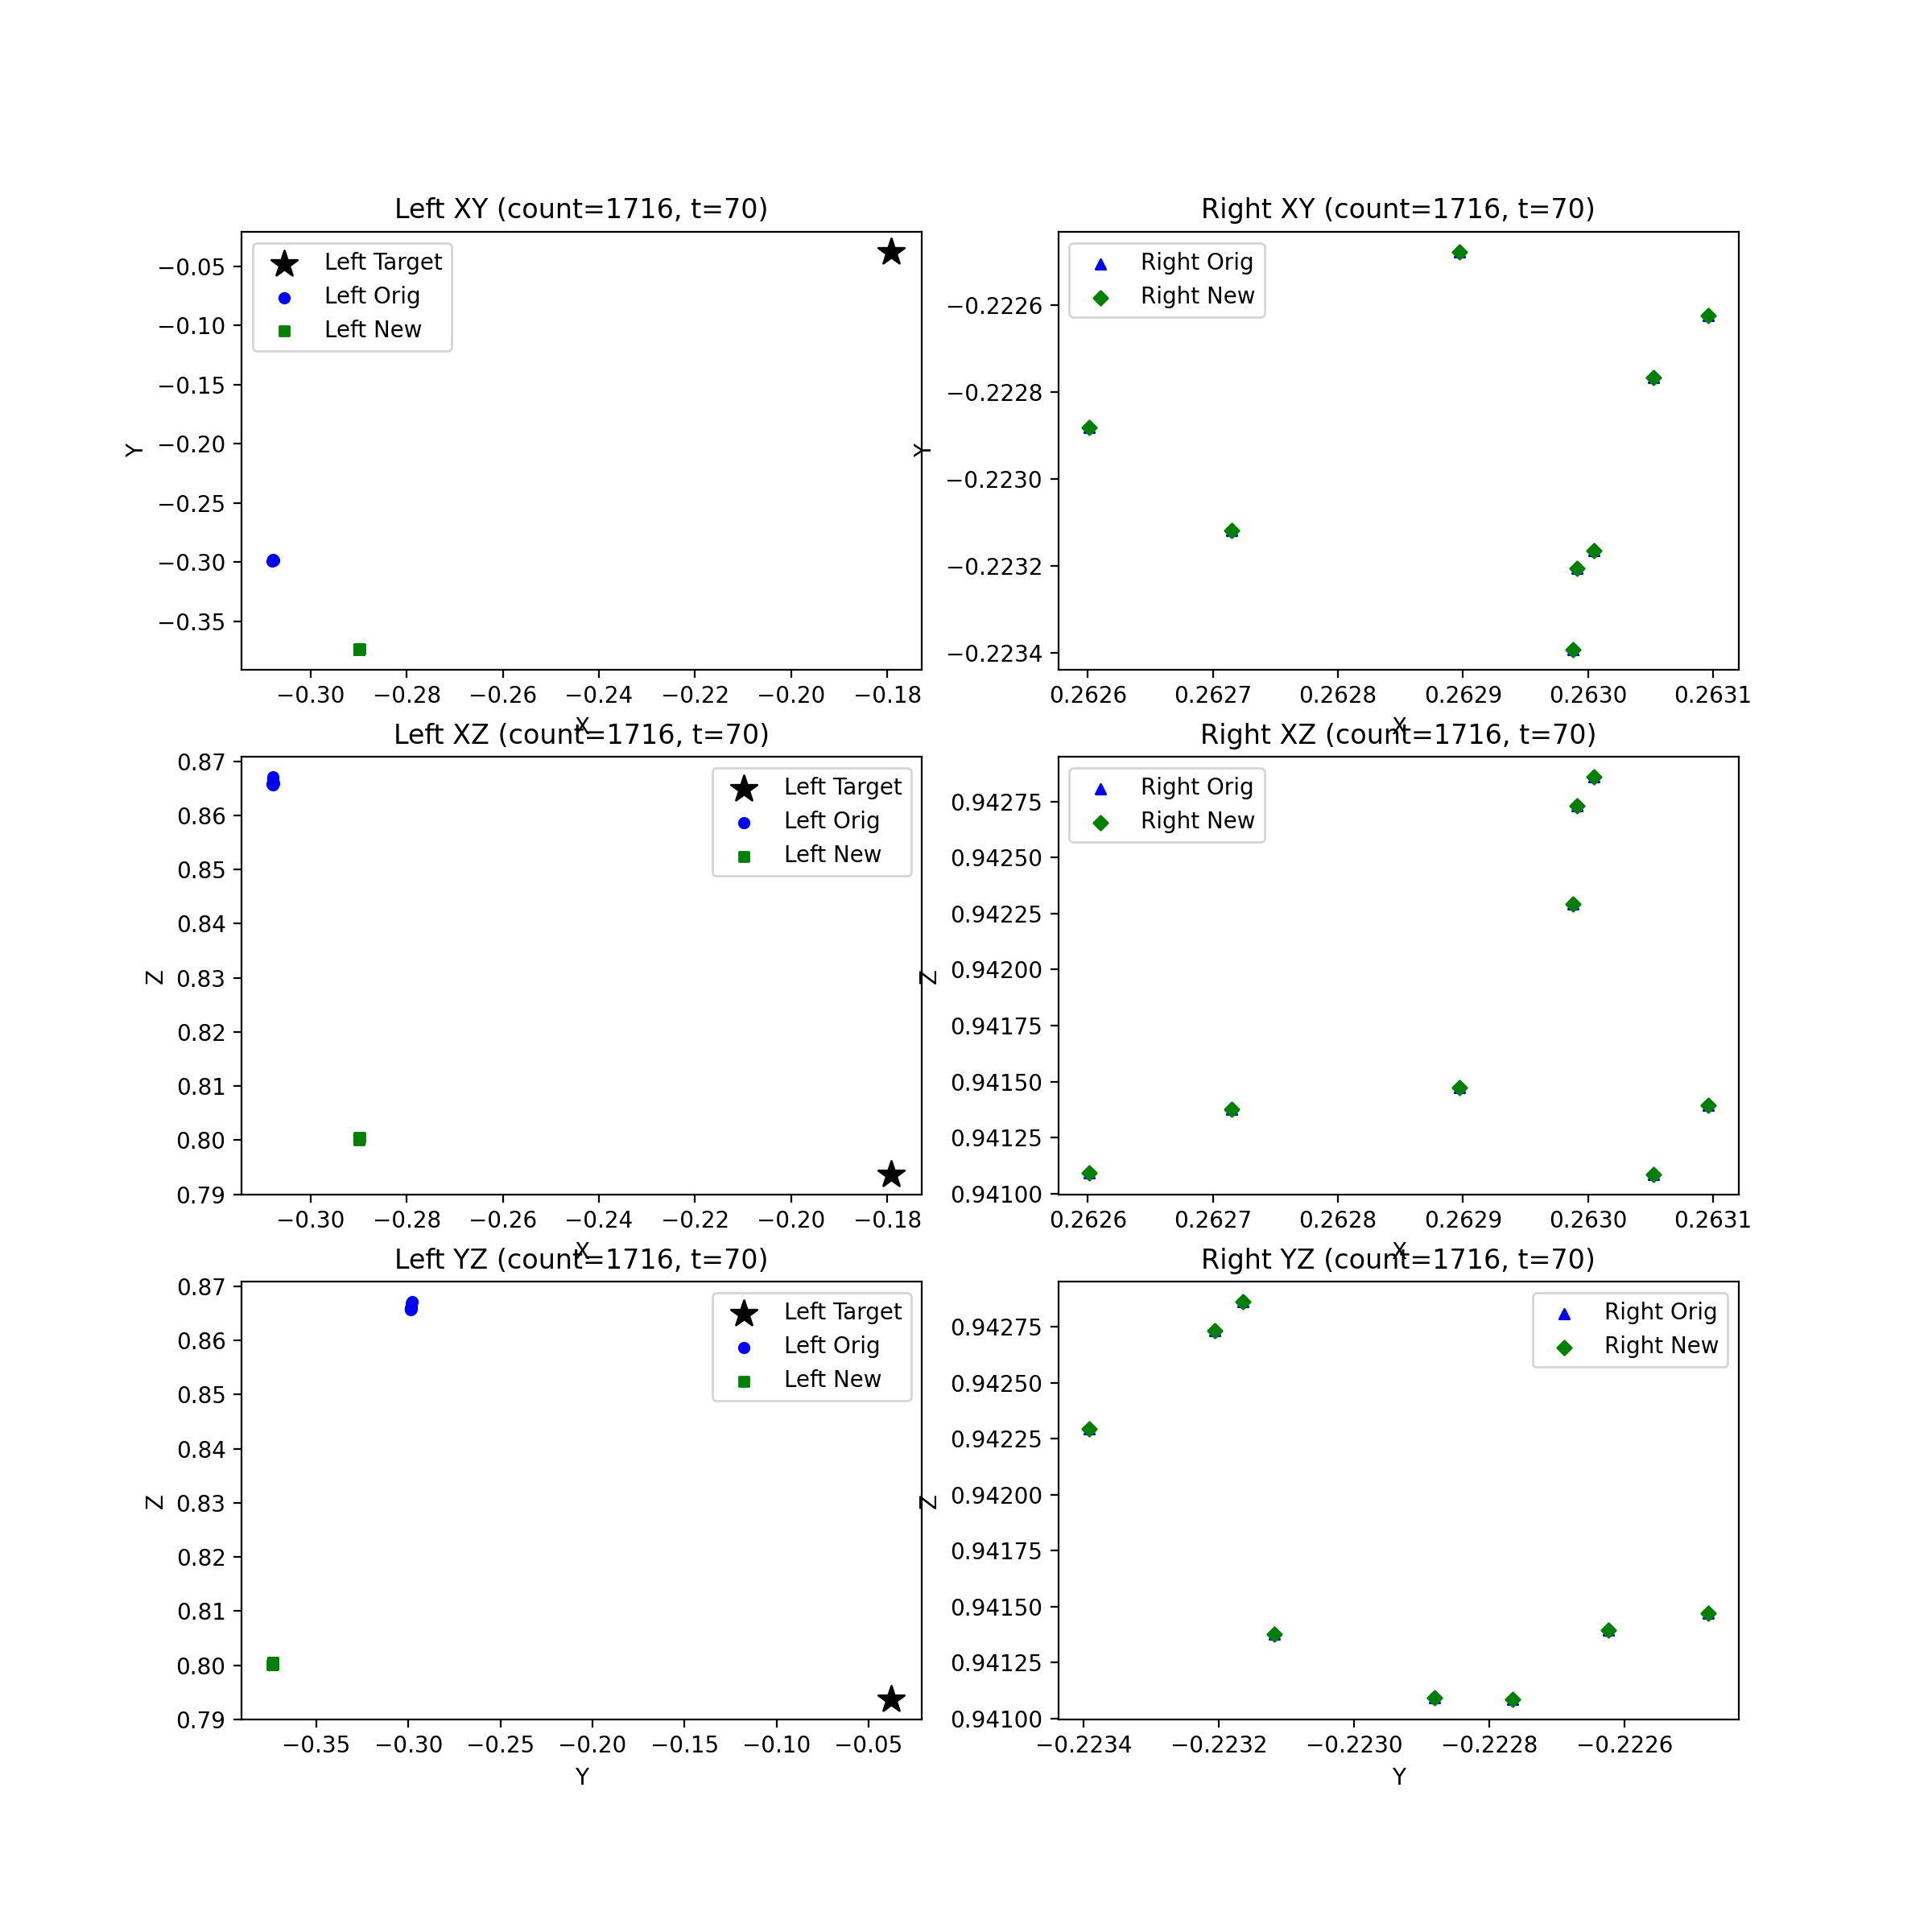 Left XY (count=1716, t=70)
Left Target
Left Orig
Left New
−0.05
−0.10
−0.15
−0.20
−0.25
−0.30
−0.35
Y
−0.30 −0.28 −0.26 −0.24 −0.22 −0.20 −0.18
X
Right XY (count=1716, t=70)
Right Orig
Right New
−0.2226
−0.2228
−0.2230
−0.2232
−0.2234
Y
0.2626 0.2627 0.2628 0.2629 0.2630 0.2631
X
Left XZ (count=1716, t=70)
Left Target
Left Orig
Left New
0.87
0.86
0.85
0.84
0.83
0.82
0.81
0.80
0.79
Z
−0.30 −0.28 −0.26 −0.24 −0.22 −0.20 −0.18
X
Right XZ (count=1716, t=70)
Right Orig
Right New
0.94275
0.94250
0.94225
0.94200
0.94175
0.94150
0.94125
0.94100
Z
0.2626 0.2627 0.2628 0.2629 0.2630 0.2631
X
Left YZ (count=1716, t=70)
Left Target
Left Orig
Left New
0.87
0.86
0.85
0.84
0.83
0.82
0.81
0.80
0.79
Z
−0.35 −0.30 −0.25 −0.20 −0.15 −0.10 −0.05
Y
Right YZ (count=1716, t=70)
Right Orig
Right New
0.94275
0.94250
0.94225
0.94200
0.94175
0.94150
0.94125
0.94100
Z
−0.2234 −0.2232 −0.2230 −0.2228 −0.2226
Y